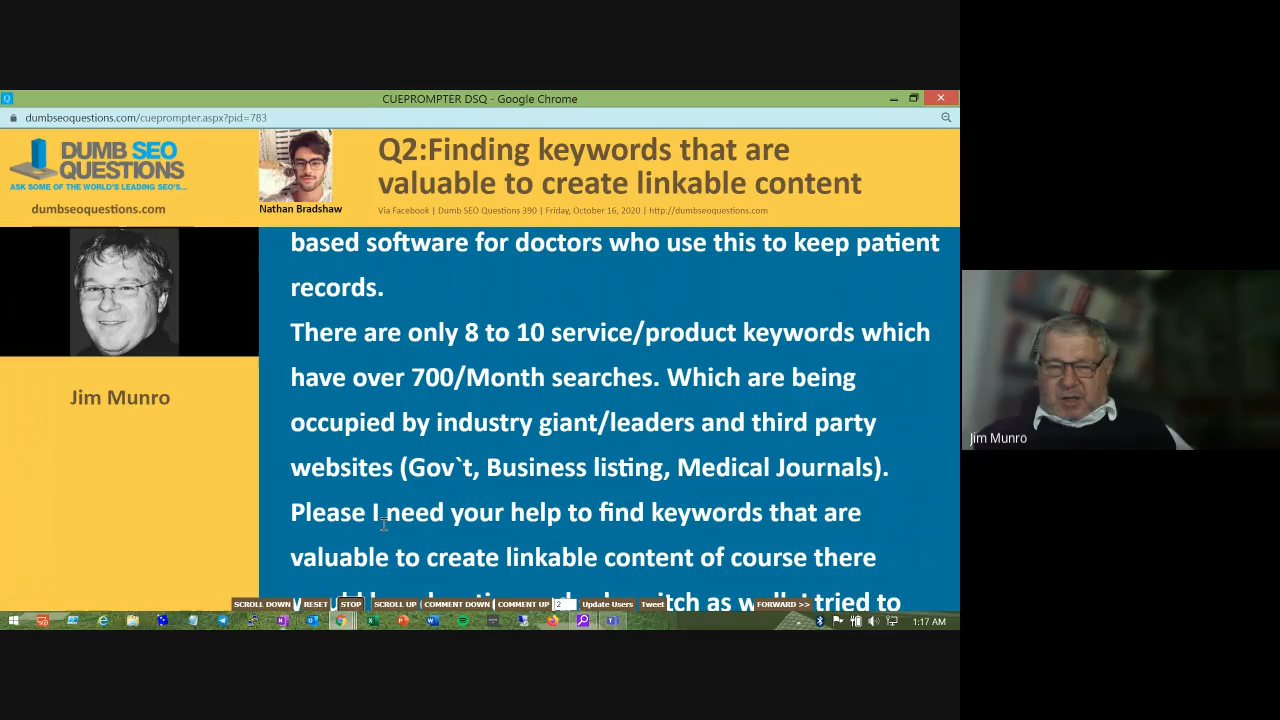 CUEPROMPTER DSQ - Google Chrome
dumbseoquestions.com/cueprompter.aspx?pid=783
DUMB SEO
QUESTIONS
ASK SOME OF THE WORLD'S LEADING SEO'S...
dumbseoquestions.com
Nathan Bradshaw
Q2:Finding keywords that are
valuable to create linkable content
Via Facebook | Dumb SEO Questions 390 | Friday, October 16, 2020 | http://dumbseoquestions.com
Jim Munro
based software for doctors who use this to keep patient
records.
There are only 8 to 10 service/product keywords which
have over 700/Month searches. Which are being
occupied by industry giant/leaders and third party
websites (Gov`t, Business listing, Medical Journals).
Please I need your help to find keywords that are
valuable to create linkable content of course there
tried to
SCROLL DOWN RESET STOP SCROLL UP COMMENT DOWN COMMENT UP 2 Update Users Tweet FORWARD >>
1:17 AM
Jim Munro